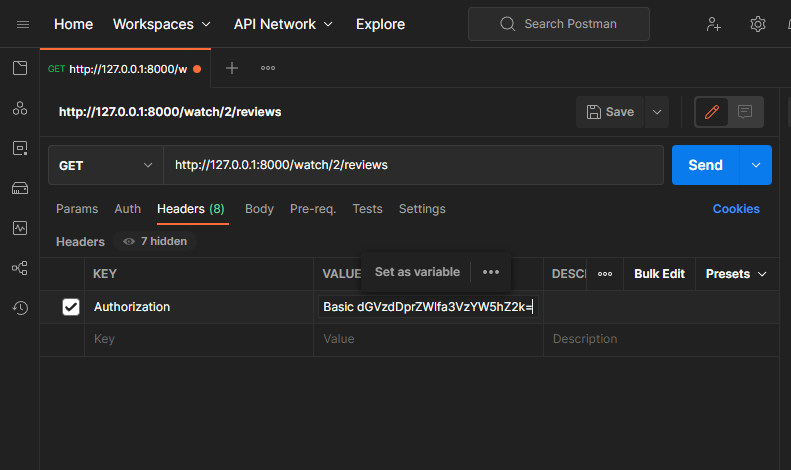 Home Workspaces API Network Explore Search Postman
GET http://127.0.0.1:8000/w
http://127.0.0.1:8000/watch/2/reviews Save
GET http://127.0.0.1:8000/watch/2/reviews Send
Params Auth Headers (8) Body Pre-req. Tests Settings Cookies
Headers 7 hidden
Set as variable
KEY VALUE DESCI Bulk Edit Presets
Authorization Basic dGVzdDprZWlfa3VzYW5hZ2k=
Key Value Description